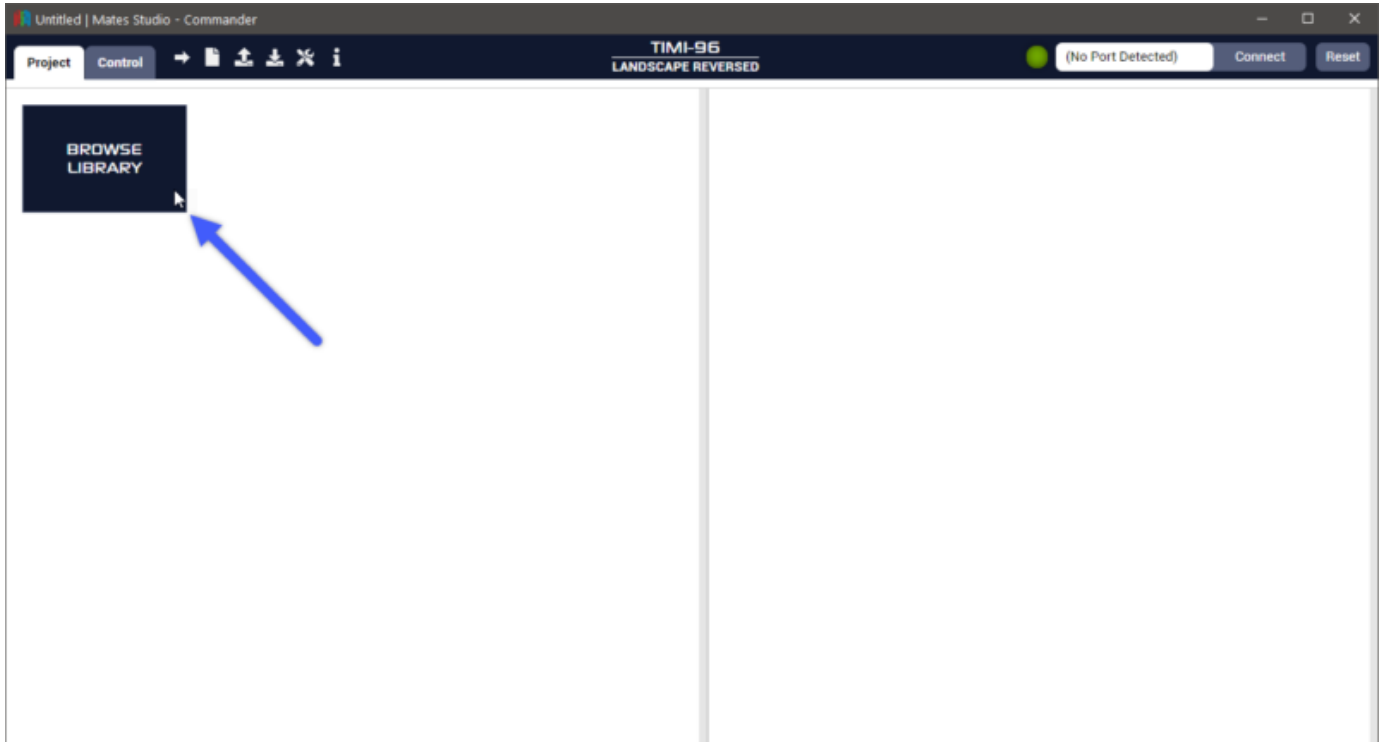 Untitled | Mates Studio - Commander
Project
Control
TIMI-96
LANDSCAPE REVERSED
(No Port Detected)
Connect
Reset
BROWSE
LIBRARY